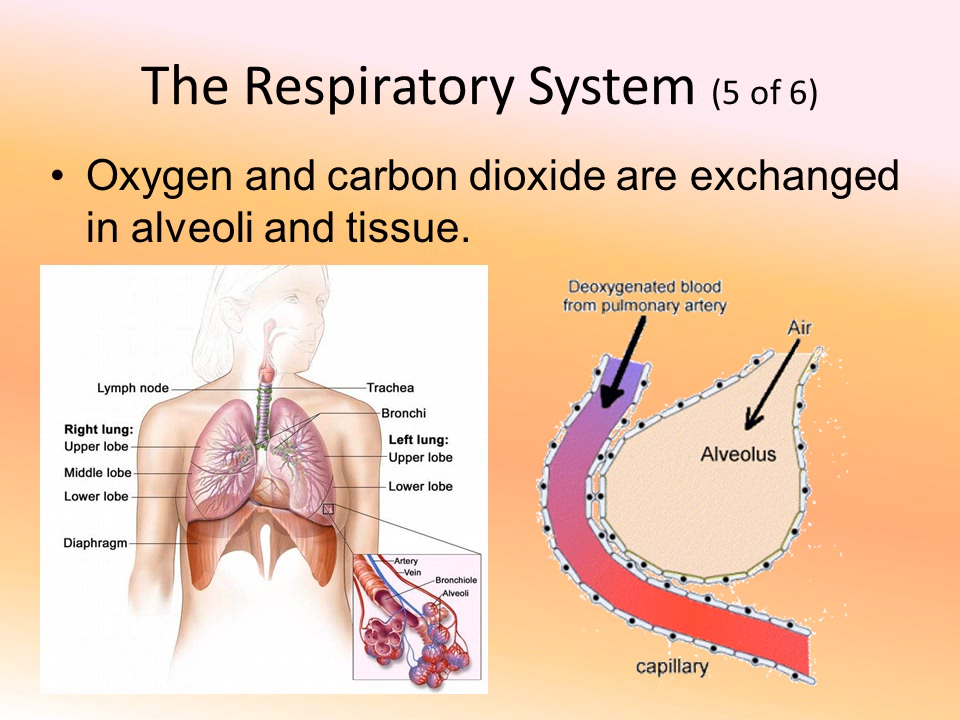 The Respiratory System (5 of 6)
• Oxygen and carbon dioxide are exchanged
in alveoli and tissue.
Lymph node
Trachea
Bronchi
Right lung:
Upper lobe
Middle lobe
Lower lobe
Left lung:
Upper lobe
Lower lobe
Diaphragm
Artery
Vein
Bronchiole
Alveoli
Deoxygenated blood
from pulmonary artery
Air
Alveolus
capillary